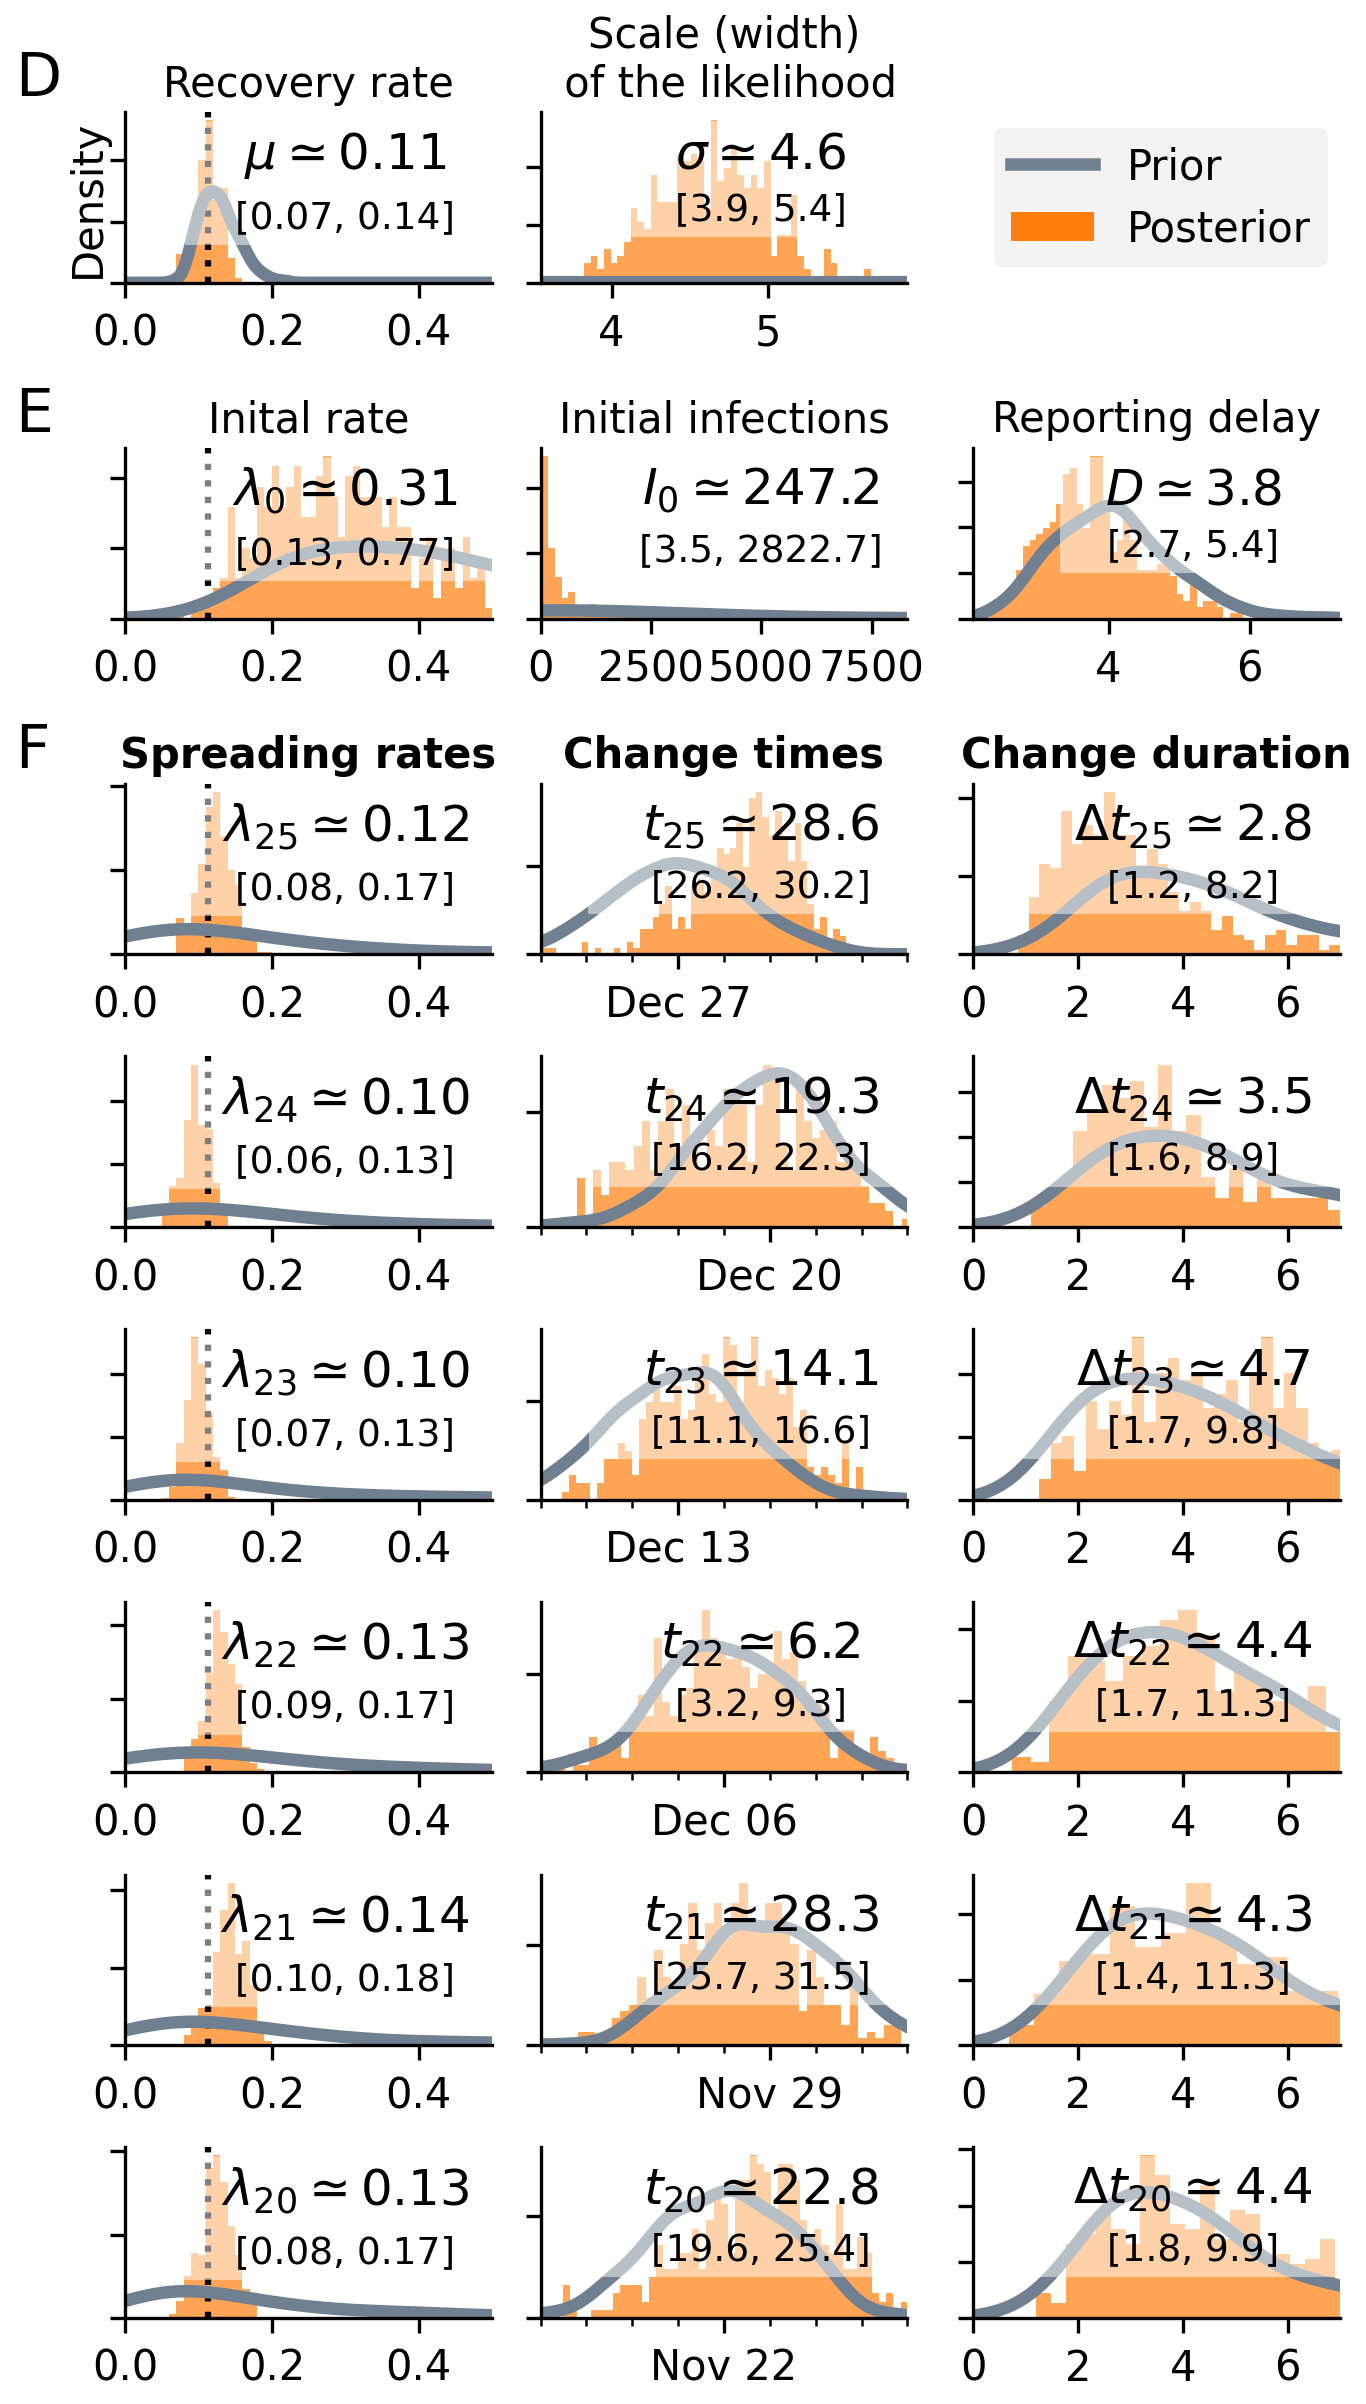 D
Recovery rate
Scale (width)
of the likelihood
Density
μ ≃ 0.11
[0.07, 0.14]
0.0 0.2 0.4
σ ≃ 4.6
[3.9, 5.4]
4 5
Prior
Posterior
E
Inital rate
Initial infections
Reporting delay
λ0 ≃ 0.31
[0.13, 0.77]
0.0 0.2 0.4
I0 ≃ 247.2
[3.5, 2822.7]
0 2500 5000 7500
D ≃ 3.8
[2.7, 5.4]
4 6
F
Spreading rates
Change times
Change duration
λ25 ≃ 0.12
[0.08, 0.17]
0.0 0.2 0.4
t25 ≃ 28.6
[26.2, 30.2]
Dec 27
Δt25 ≃ 2.8
[1.2, 8.2]
0 2 4 6
λ24 ≃ 0.10
[0.06, 0.13]
0.0 0.2 0.4
t24 ≃ 19.3
[16.2, 22.3]
Dec 20
Δt24 ≃ 3.5
[1.6, 8.9]
0 2 4 6
λ23 ≃ 0.10
[0.07, 0.13]
0.0 0.2 0.4
t23 ≃ 14.1
[11.1, 16.6]
Dec 13
Δt23 ≃ 4.7
[1.7, 9.8]
0 2 4 6
λ22 ≃ 0.13
[0.09, 0.17]
0.0 0.2 0.4
t22 ≃ 6.2
[3.2, 9.3]
Dec 06
Δt22 ≃ 4.4
[1.7, 11.3]
0 2 4 6
λ21 ≃ 0.14
[0.10, 0.18]
0.0 0.2 0.4
t21 ≃ 28.3
[25.7, 31.5]
Nov 29
Δt21 ≃ 4.3
[1.4, 11.3]
0 2 4 6
λ20 ≃ 0.13
[0.08, 0.17]
0.0 0.2 0.4
t20 ≃ 22.8
[19.6, 25.4]
Nov 22
Δt20 ≃ 4.4
[1.8, 9.9]
0 2 4 6